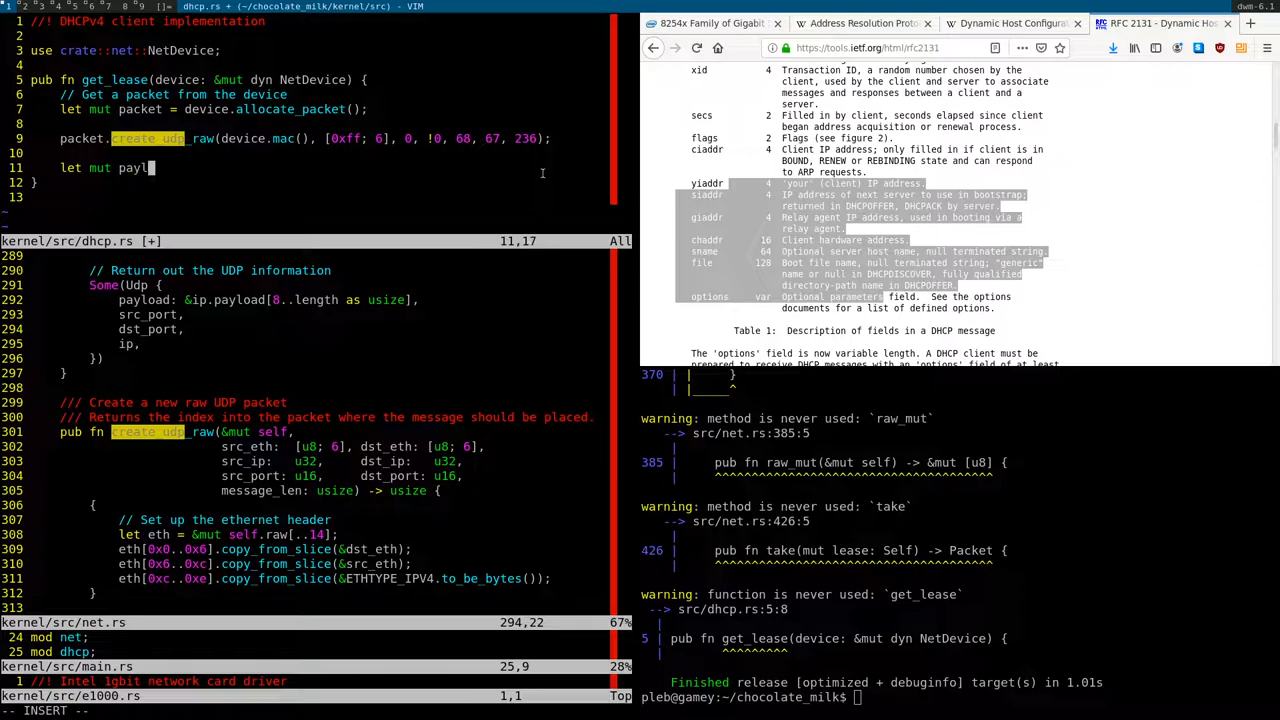 1 2 3 4 5 6 7 8 9 []= dhcp.rs + (~/chocolate_milk/kernel/src) - VIM dwm-6.1
1 //! DHCPv4 client implementation
2
3 use crate::net::NetDevice;
4
5 pub fn get_lease(device: &mut dyn NetDevice) {
6 // Get a packet from the device
7 let mut packet = device.allocate_packet();
8
9 packet.create_udp_raw(device.mac(), [0xff; 6], 0, !0, 68, 67, 236);
10
11 let mut payl
12 }
13
~
~
kernel/src/dhcp.rs [+] 11,17 All
289
290 // Return out the UDP information
291 Some(Udp {
292 payload: &ip.payload[8..length as usize],
293 src_port,
294 dst_port,
295 ip,
296 })
297 }
298
299 /// Create a new raw UDP packet
300 /// Returns the index into the packet where the message should be placed.
301 pub fn create_udp_raw(&mut self,
302 src_eth: [u8; 6], dst_eth: [u8; 6],
303 src_ip: u32, dst_ip: u32,
304 src_port: u16, dst_port: u16,
305 message_len: usize) -> usize {
306 {
307 // Set up the ethernet header
308 let eth = &mut self.raw[..14];
309 eth[0x0..0x6].copy_from_slice(&dst_eth);
310 eth[0x6..0xc].copy_from_slice(&src_eth);
311 eth[0xc..0xe].copy_from_slice(&ETHTYPE_IPV4.to_be_bytes());
312 }
313
kernel/src/net.rs 294,22 67%
24 mod net;
25 mod dhcp;
kernel/src/main.rs 25,9 28%
1 //! Intel 1gbit network card driver
kernel/src/e1000.rs 1,1 Top
-- INSERT --
8254x Family of Gigabit Address Resolution Proto Dynamic Host Configurat RFC 2131 - Dynamic Hos
https://tools.ietf.org/html/rfc2131
xid 4 Transaction ID, a random number chosen by the
client, used by the client and server to associate
messages and responses between a client and a
server.
secs 2 Filled in by client, seconds elapsed since client
began address acquisition or renewal process.
flags 2 Flags (see figure 2).
ciaddr 4 Client IP address; only filled in if client is in
BOUND, RENEW or REBINDING state and can respond
to ARP requests.
yiaddr 4 'your' (client) IP address.
siaddr 4 IP address of next server to use in bootstrap;
returned in DHCPOFFER, DHCPACK by server.
giaddr 4 Relay agent IP address, used in booting via a
relay agent.
chaddr 16 Client hardware address.
sname 64 Optional server host name, null terminated string.
file 128 Boot file name, null terminated string; "generic"
name or null in DHCPDISCOVER, fully qualified
directory-path name in DHCPOFFER.
options var Optional parameters field. See the options
documents for a list of defined options.
Table 1: Description of fields in a DHCP message
The 'options' field is now variable length. A DHCP client must be
prepared to receive DHCP messages with an 'options' field of at least
370 | | }
| |_____^
warning: method is never used: `raw_mut`
--> src/net.rs:385:5
|
385 | pub fn raw_mut(&mut self) -> &mut [u8] {
| ^^^^^^^^^^^^^^^^^^^^^^^^^^^^^^^^^^^^^^
warning: method is never used: `take`
--> src/net.rs:426:5
|
426 | pub fn take(mut lease: Self) -> Packet {
| ^^^^^^^^^^^^^^^^^^^^^^^^^^^^^^^^^^^^^^
warning: function is never used: `get_lease`
--> src/dhcp.rs:5:8
|
5 | pub fn get_lease(device: &mut dyn NetDevice) {
| ^^^^^^^^^
Finished release [optimized + debuginfo] target(s) in 1.01s
pleb@gamey:~/chocolate_milk$